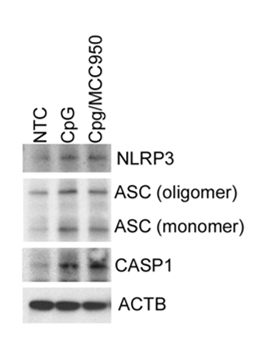 NTC
CpG
Cpg/MCC950
NLRP3
ASC (oligomer)
ASC (monomer)
CASP1
ACTB